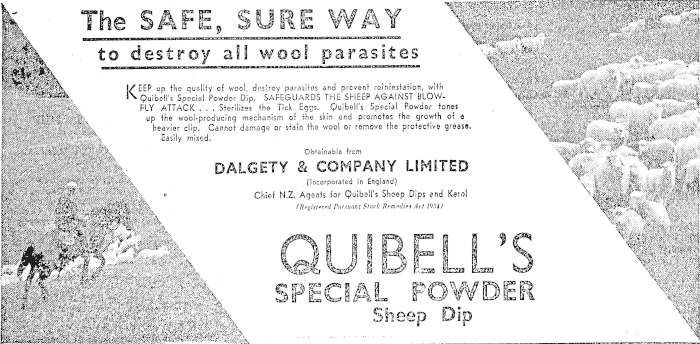 The SAFE, SURE WAY
to destroy all wool parasites
KEEP up the quality of wool, destroy parasites and prevent reinfestation, with
Quibell's Special Powder Dip. SAFEGUARDS THE SHEEP AGAINST BLOW-
FLY ATTACK . . . Sterilizes the Tick Eggs. Quibell's Special Powder tones
up the wool-producing mechanism of the skin and promotes the growth of a
heavier clip. Cannot damage or stain the wool or remove the protective grease.
Easily mixed.
Obtainable from
DALGETY & COMPANY LIMITED
(Incorporated in England)
Chief N.Z. Agents for Quibell's Sheep Dips and Kerol
(Registered Pursuant Stock Remedies Act 1934)
QUIBELL'S
SPECIAL POWDER
Sheep Dip